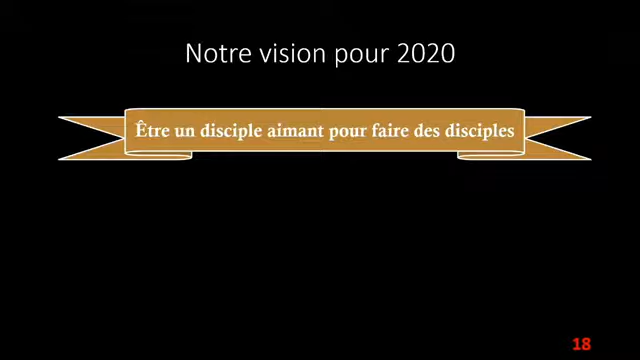 Notre vision pour 2020
Être un disciple aimant pour faire des disciples
18